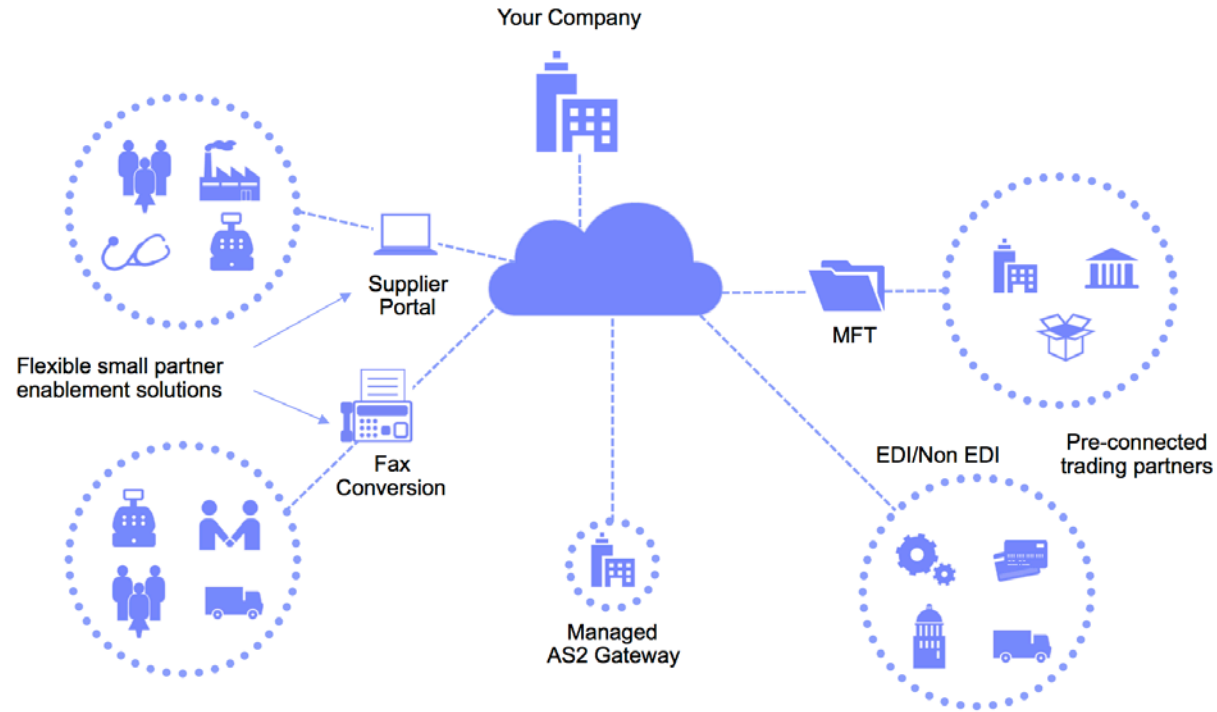 Your Company
Supplier
Portal
MFT
Flexible small partner
enablement solutions
Fax
Conversion
EDI/Non EDI
Pre-connected
trading partners
Managed
AS2 Gateway